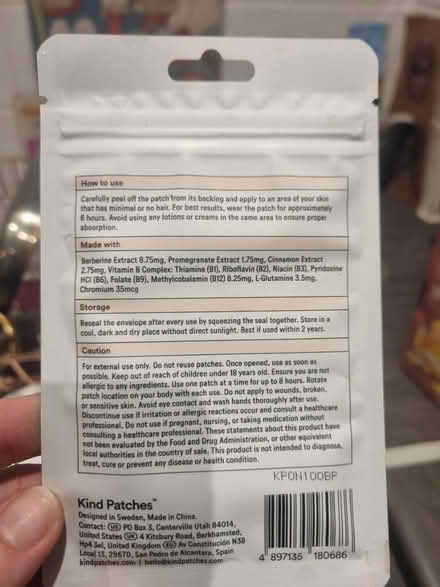 How to use
Carefully peel off the patch from its backing and apply to an area of your skin
that has minimal or no hair. For best results, wear the patch for approximately
8 hours. Avoid using any lotions or creams in the same area to ensure proper
absorption.
Made with
Berberine Extract 8.75mg, Promegranate Extract 1.75mg, Cinnamon Extract
2.75mg, Vitamin B Complex: Thiamine (B1), Riboflavin (B2), Niacin (B3), Pyridoxine
HCl (B6), Folate (B9), Methylcobalamin (B12) 8.25mg, L-Glutamine 3.5mg,
Chromium 35mcg
Storage
Reseal the envelope after every use by squeezing the seal together. Store in a
cool, dark and dry place without direct sunlight. Best if used within 2 years.
Caution
For external use only. Do not reuse patches. Once opened, use as soon as
possible. Keep out of reach of children under 18 years old. Ensure you are not
allergic to any ingredients. Use one patch at a time for up to 8 hours. Rotate
patch location on your body with each use. Do not apply to wounds, broken,
or sensitive skin. Avoid eye contact and wash hands thoroughly after use.
Discontinue use if irritation or allergic reactions occur and consult a healthcare
professional. Do not use if pregnant, nursing, or taking medication without
consulting a healthcare professional. These statements about this product have
not been evaluated by the Food and Drug Administration, or other equivalent
local authorities in the country of sale. This product is not intended to diagnose,
treat, cure or prevent any disease or health condition.
KPON100BP
Kind Patches™
Designed in Sweden, Made in China.
Contact: US PO Box 3, Centerville Utah 84014,
United States UK 4 Kitsbury Road, Berkhamsted,
Hp4 3el, United Kingdom EU Av Constitución N38
Local 13, 29670, San Pedro de Alcantara, Spain
kindpatches.com | hello@kindpatches.com
4 897135 180686